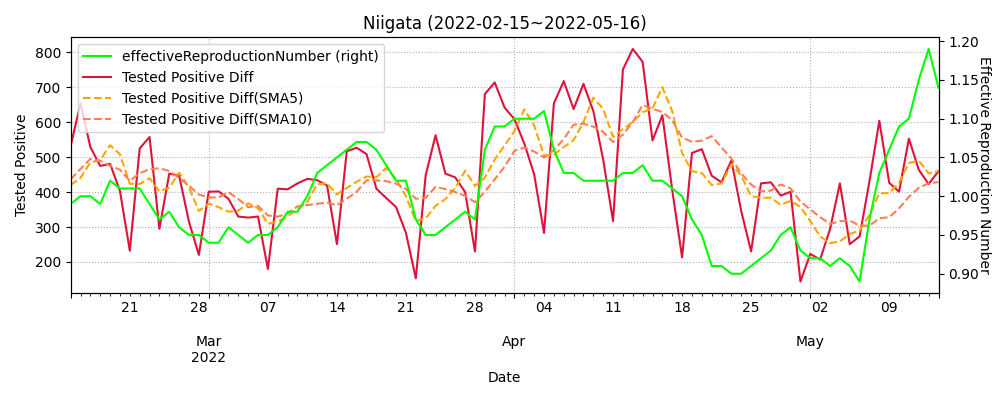 Niigata (2022-02-15~2022-05-16)
effectiveReproductionNumber (right)
Tested Positive Diff
Tested Positive Diff(SMA5)
Tested Positive Diff(SMA10)
Tested Positive
800
700
600
500
400
300
200
1.20
1.15
1.10
1.05
1.00
0.95
0.90
Effective Reproduction Number
21 28 07 14 21 28 04 11 18 25 02 09
Mar Apr May
2022
Date